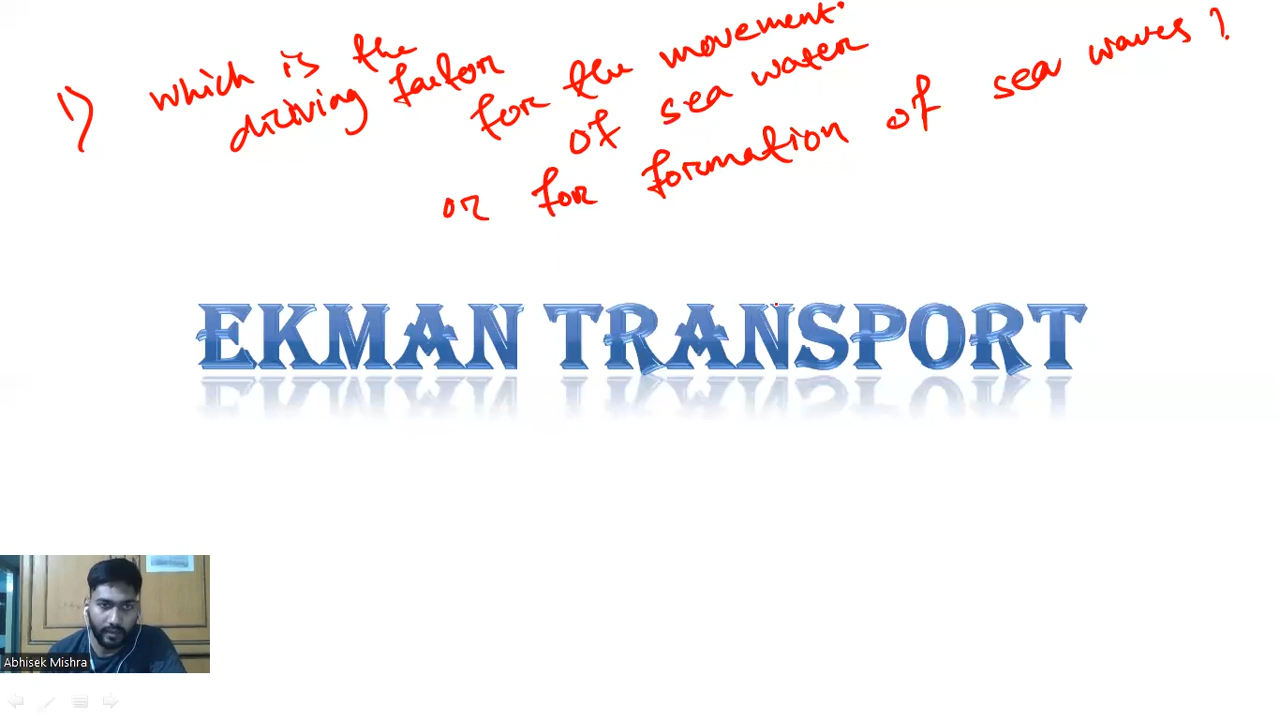 1) which is the
driving factor
for the movement
of sea water
or for formation of sea waves ?
EKMAN TRANSPORT
Abhisek Mishra